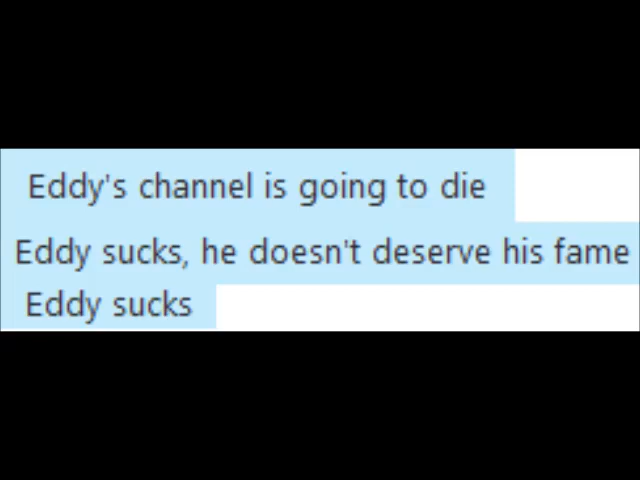 Eddy's channel is going to die
Eddy sucks, he doesn't deserve his fame
Eddy sucks